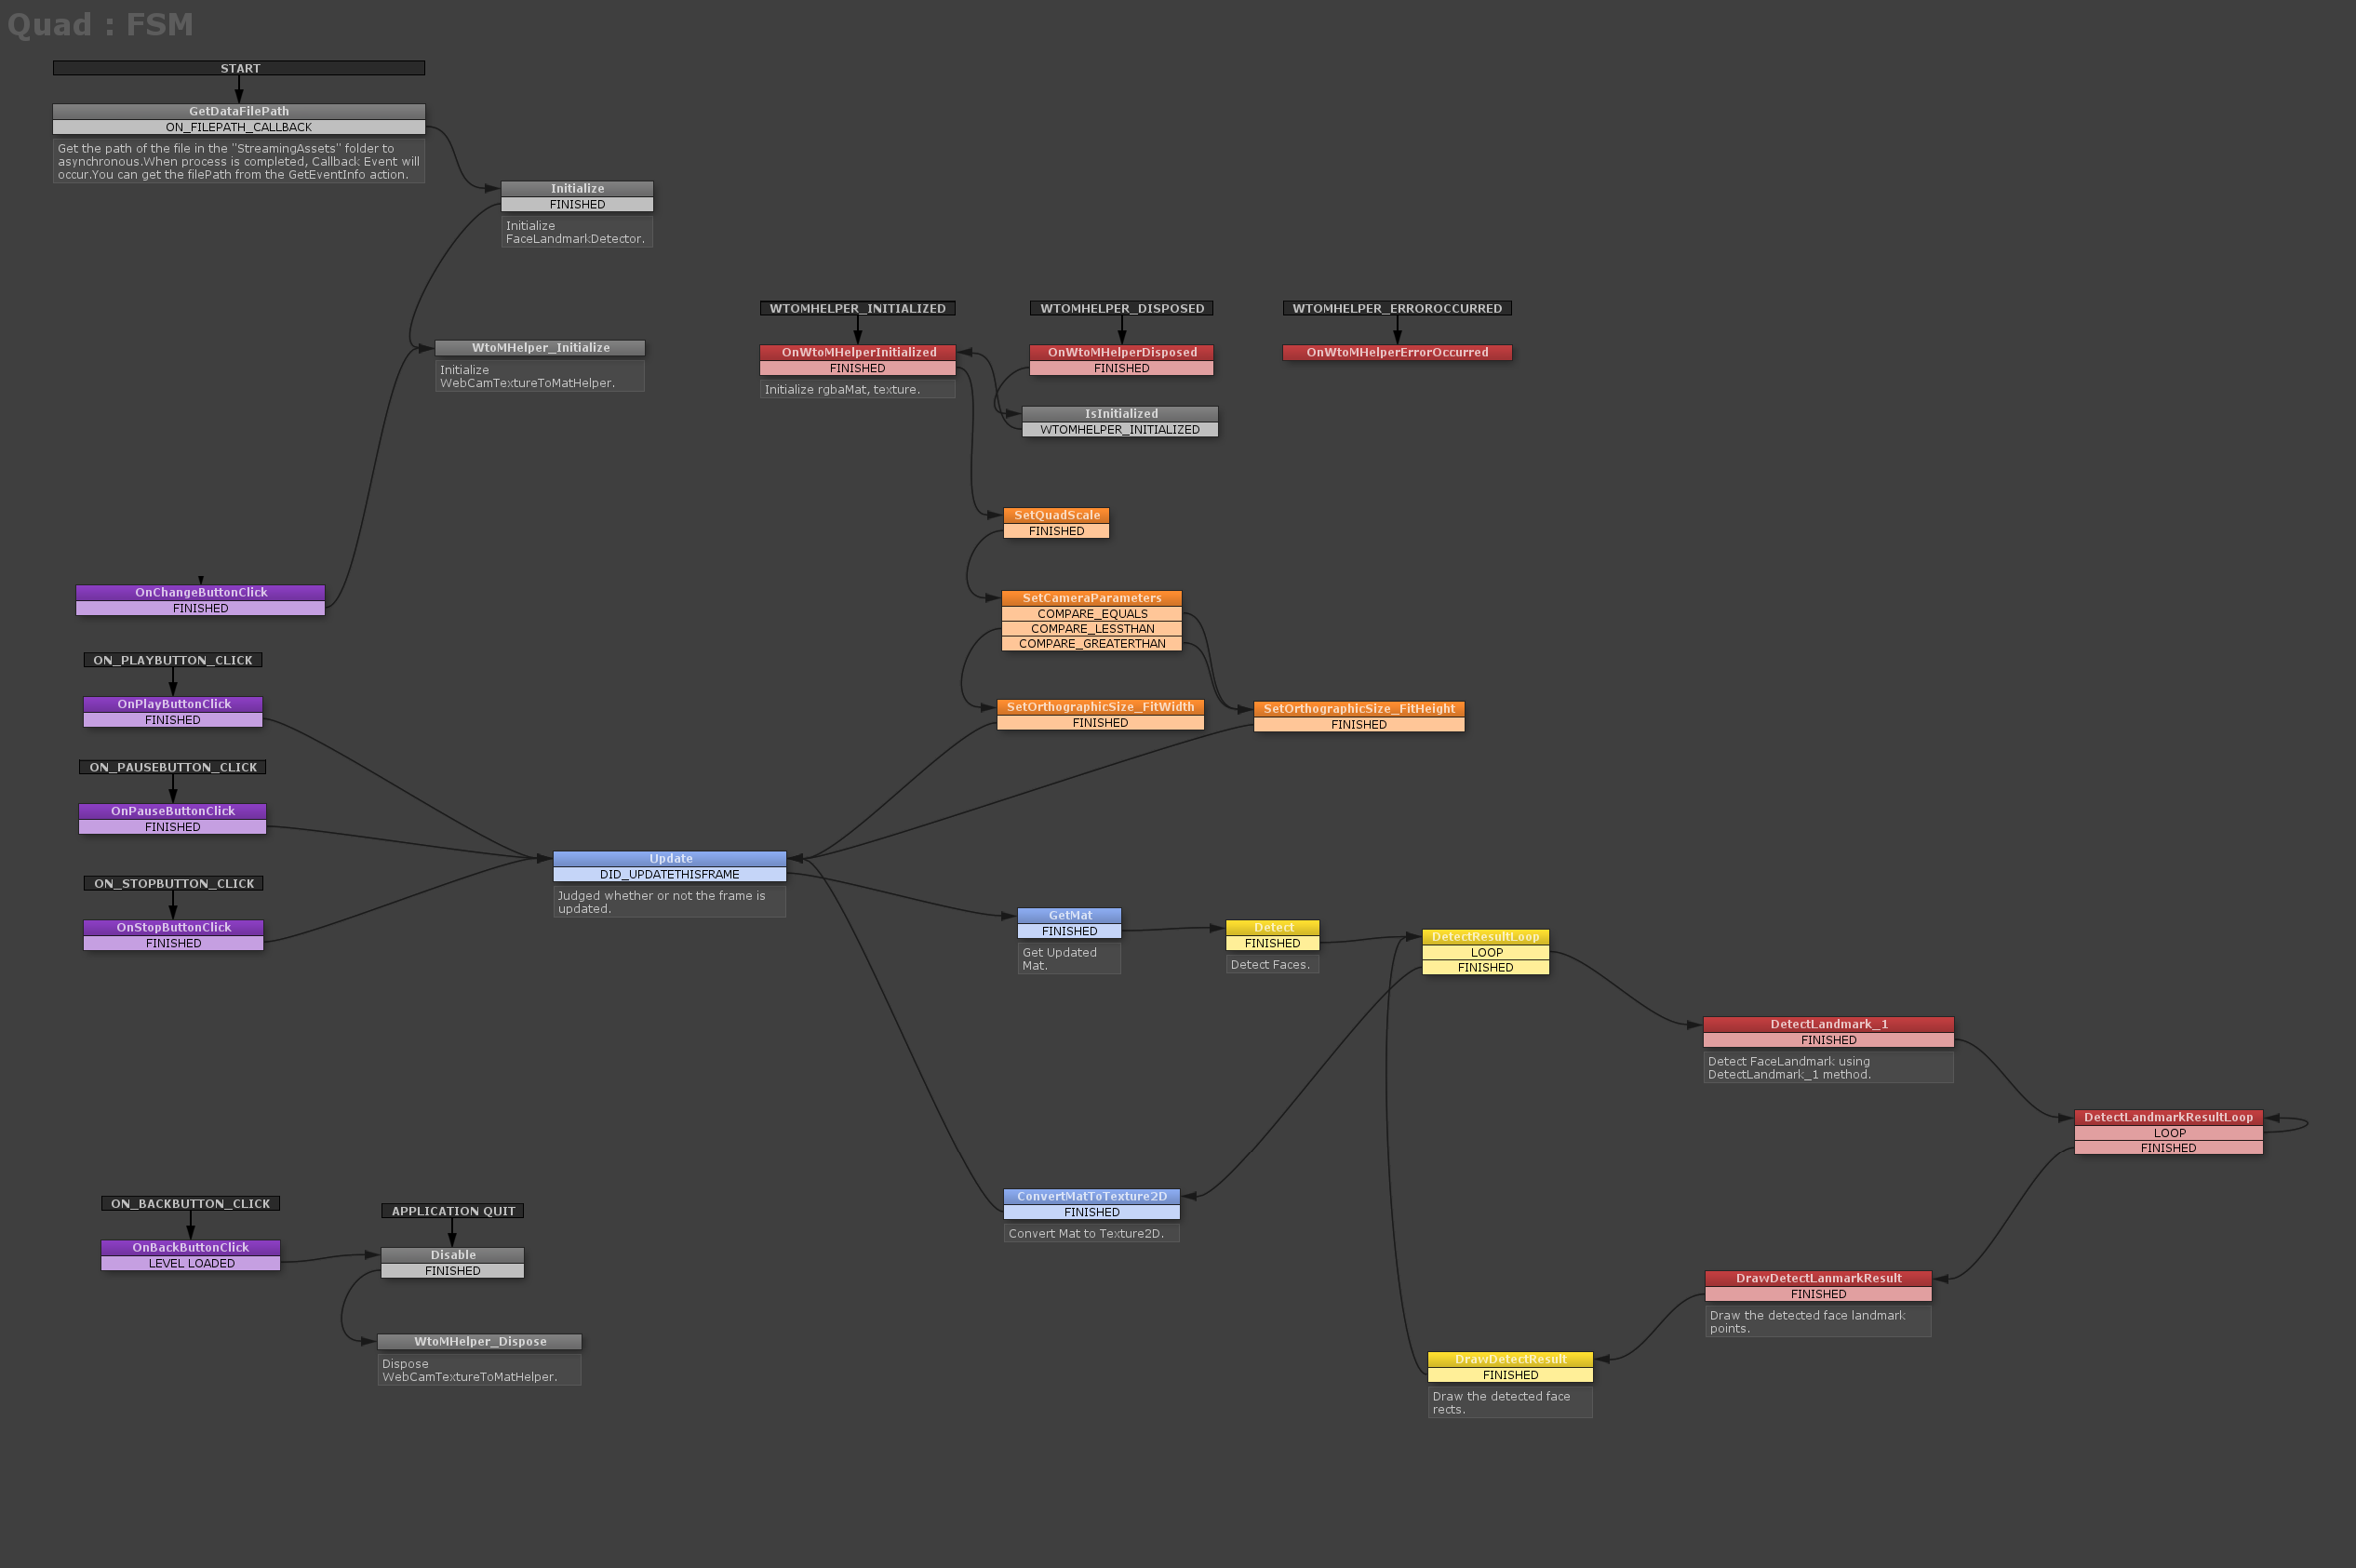 Quad : FSM
START
GetDataFilePath
ON_FILEPATH_CALLBACK
Get the path of the file in the "StreamingAssets" folder to
asynchronous.When process is completed, Callback Event will
occur.You can get the filePath from the GetEventInfo action.
Initialize
FINISHED
Initialize
FaceLandmarkDetector.
WtoMHelper_Initialize
Initialize
WebCamTextureToMatHelper.
WTOMHELPER_INITIALIZED
OnWtoMHelperInitialized
FINISHED
Initialize rgbaMat, texture.
WTOMHELPER_DISPOSED
OnWtoMHelperDisposed
FINISHED
IsInitialized
WTOMHELPER_INITIALIZED
WTOMHELPER_ERROROCCURRED
OnWtoMHelperErrorOccurred
SetQuadScale
FINISHED
SetCameraParameters
COMPARE_EQUALS
COMPARE_LESSTHAN
COMPARE_GREATERTHAN
SetOrthographicSize_FitWidth
FINISHED
SetOrthographicSize_FitHeight
FINISHED
OnChangeButtonClick
FINISHED
ON_PLAYBUTTON_CLICK
OnPlayButtonClick
FINISHED
ON_PAUSEBUTTON_CLICK
OnPauseButtonClick
FINISHED
ON_STOPBUTTON_CLICK
OnStopButtonClick
FINISHED
Update
DID_UPDATETHISFRAME
Judged whether or not the frame is
updated.
GetMat
FINISHED
Get Updated
Mat.
Detect
FINISHED
Detect Faces.
DetectResultLoop
LOOP
FINISHED
DetectLandmark_1
FINISHED
Detect FaceLandmark using
DetectLandmark_1 method.
DetectLandmarkResultLoop
LOOP
FINISHED
ConvertMatToTexture2D
FINISHED
Convert Mat to Texture2D.
DrawDetectLanmarkResult
FINISHED
Draw the detected face landmark
points.
DrawDetectResult
FINISHED
Draw the detected face
rects.
ON_BACKBUTTON_CLICK
OnBackButtonClick
LEVEL LOADED
APPLICATION QUIT
Disable
FINISHED
WtoMHelper_Dispose
Dispose
WebCamTextureToMatHelper.